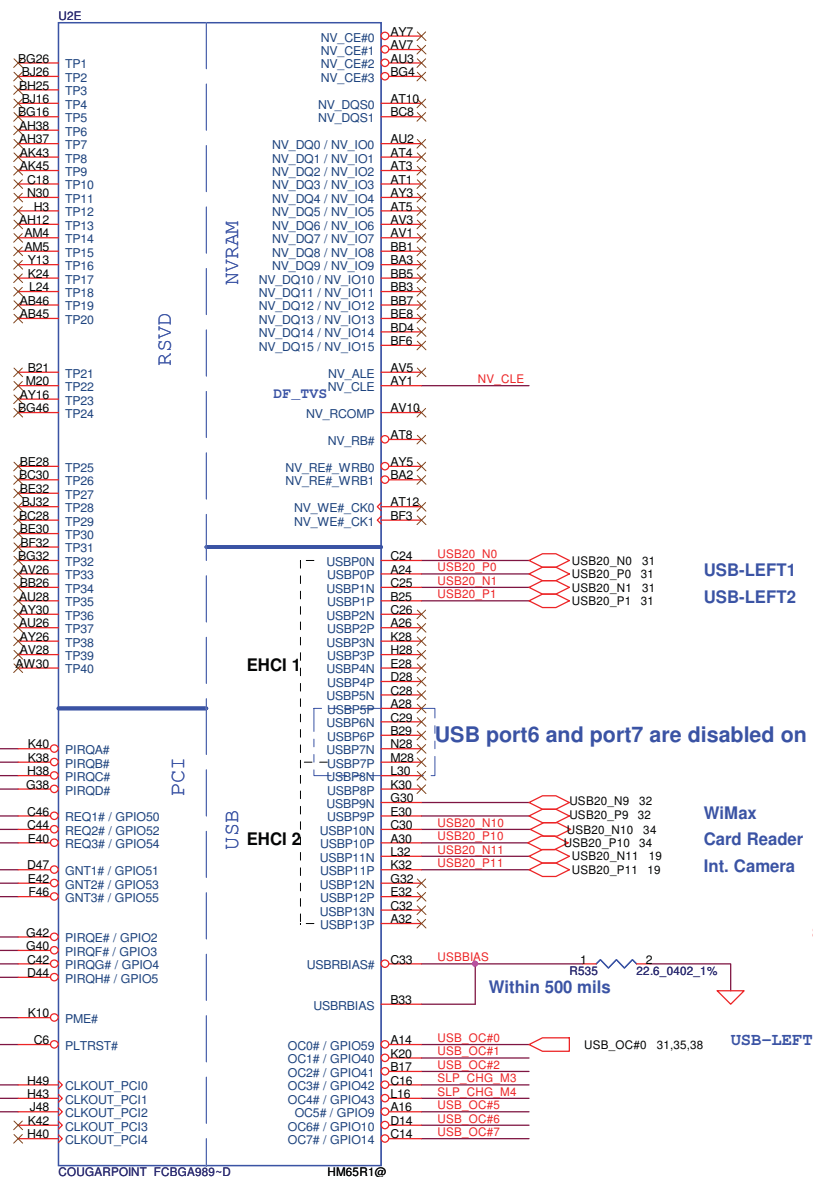 U2E
BG26 TP1
BJ26 TP2
BH25 TP3
BJ16 TP4
BG16 TP5
AH38 TP6
AH37 TP7
AK43 TP8
AK45 TP9
C18 TP10
N30 TP11
H3 TP12
AH12 TP13
AM4 TP14
AM5 TP15
Y13 TP16
K24 TP17
L24 TP18
AB46 TP19
AB45 TP20
B21 TP21
M20 TP22
AY16 TP23
BG46 TP24
BE28 TP25
BC30 TP26
BE32 TP27
BJ32 TP28
BC28 TP29
BE30 TP30
BF32 TP31
BG32 TP32
AV26 TP33
BB26 TP34
AU28 TP35
AY30 TP36
AU26 TP37
AY26 TP38
AV28 TP39
AW30 TP40
RSVD
NVRAM
NV_CE#0 AY7
NV_CE#1 AV7
NV_CE#2 AU3
NV_CE#3 BG4
NV_DQS0 AT10
NV_DQS1 BC8
NV_DQ0 / NV_IO0 AU2
NV_DQ1 / NV_IO1 AT4
NV_DQ2 / NV_IO2 AT3
NV_DQ3 / NV_IO3 AT1
NV_DQ4 / NV_IO4 AY3
NV_DQ5 / NV_IO5 AT5
NV_DQ6 / NV_IO6 AV3
NV_DQ7 / NV_IO7 AV1
NV_DQ8 / NV_IO8 BB1
NV_DQ9 / NV_IO9 BA3
NV_DQ10 / NV_IO10 BB5
NV_DQ11 / NV_IO11 BB3
NV_DQ12 / NV_IO12 BB7
NV_DQ13 / NV_IO13 BE8
NV_DQ14 / NV_IO14 BD4
NV_DQ15 / NV_IO15 BF6
NV_ALE AV5
DF_TVS NV_CLE AY1 NV_CLE
NV_RCOMP AV10
NV_RB# AT8
NV_RE#_WRB0 AY5
NV_RE#_WRB1 BA2
NV_WE#_CK0 AT12
NV_WE#_CK1 BF3
PCI
K40 PIRQA#
K38 PIRQB#
H38 PIRQC#
G38 PIRQD#
C46 REQ1# / GPIO50
C44 REQ2# / GPIO52
E40 REQ3# / GPIO54
D47 GNT1# / GPIO51
E42 GNT2# / GPIO53
F46 GNT3# / GPIO55
G42 PIRQE# / GPIO2
G40 PIRQF# / GPIO3
C42 PIRQG# / GPIO4
D44 PIRQH# / GPIO5
K10 PME#
C6 PLTRST#
H49 CLKOUT_PCI0
H43 CLKOUT_PCI1
J48 CLKOUT_PCI2
K42 CLKOUT_PCI3
H40 CLKOUT_PCI4
USB
EHCI 1
EHCI 2
USBP0N C24 USB20_N0 USB20_N0 31
USBP0P A24 USB20_P0 USB20_P0 31 USB-LEFT1
USBP1N C25 USB20_N1 USB20_N1 31
USBP1P B25 USB20_P1 USB20_P1 31 USB-LEFT2
USBP2N C26
USBP2P A26
USBP3N K28
USBP3P H28
USBP4N E28
USBP4P D28
USBP5N C28
USBP5P A28
USBP6N C29
USBP6P B29
USBP7N N28
USBP7P M28
USBP8N L30
USBP8P K30
USB port6 and port7 are disabled on
USBP9N G30 USB20_N9 32
USBP9P E30 USB20_P9 32 WiMax
USBP10N C30 USB20_N10 USB20_N10 34
USBP10P A30 USB20_P10 USB20_P10 34 Card Reader
USBP11N L32 USB20_N11 USB20_N11 19
USBP11P K32 USB20_P11 USB20_P11 19 Int. Camera
USBP12N G32
USBP12P E32
USBP13N C32
USBP13P A32
USBRBIAS# C33 USBBIAS 1 2
R535 22.6_0402_1%
Within 500 mils
USBRBIAS B33
OC0# / GPIO59 A14 USB_OC#0 USB_OC#0 31,35,38 USB-LEFT
OC1# / GPIO40 K20 USB_OC#1
OC2# / GPIO41 B17 USB_OC#2
OC3# / GPIO42 C16 SLP_CHG_M3
OC4# / GPIO43 L16 SLP_CHG_M4
OC5# / GPIO9 A16 USB_OC#5
OC6# / GPIO10 D14 USB_OC#6
OC7# / GPIO14 C14 USB_OC#7
COUGARPOINT_FCBGA989~D HM65R1@